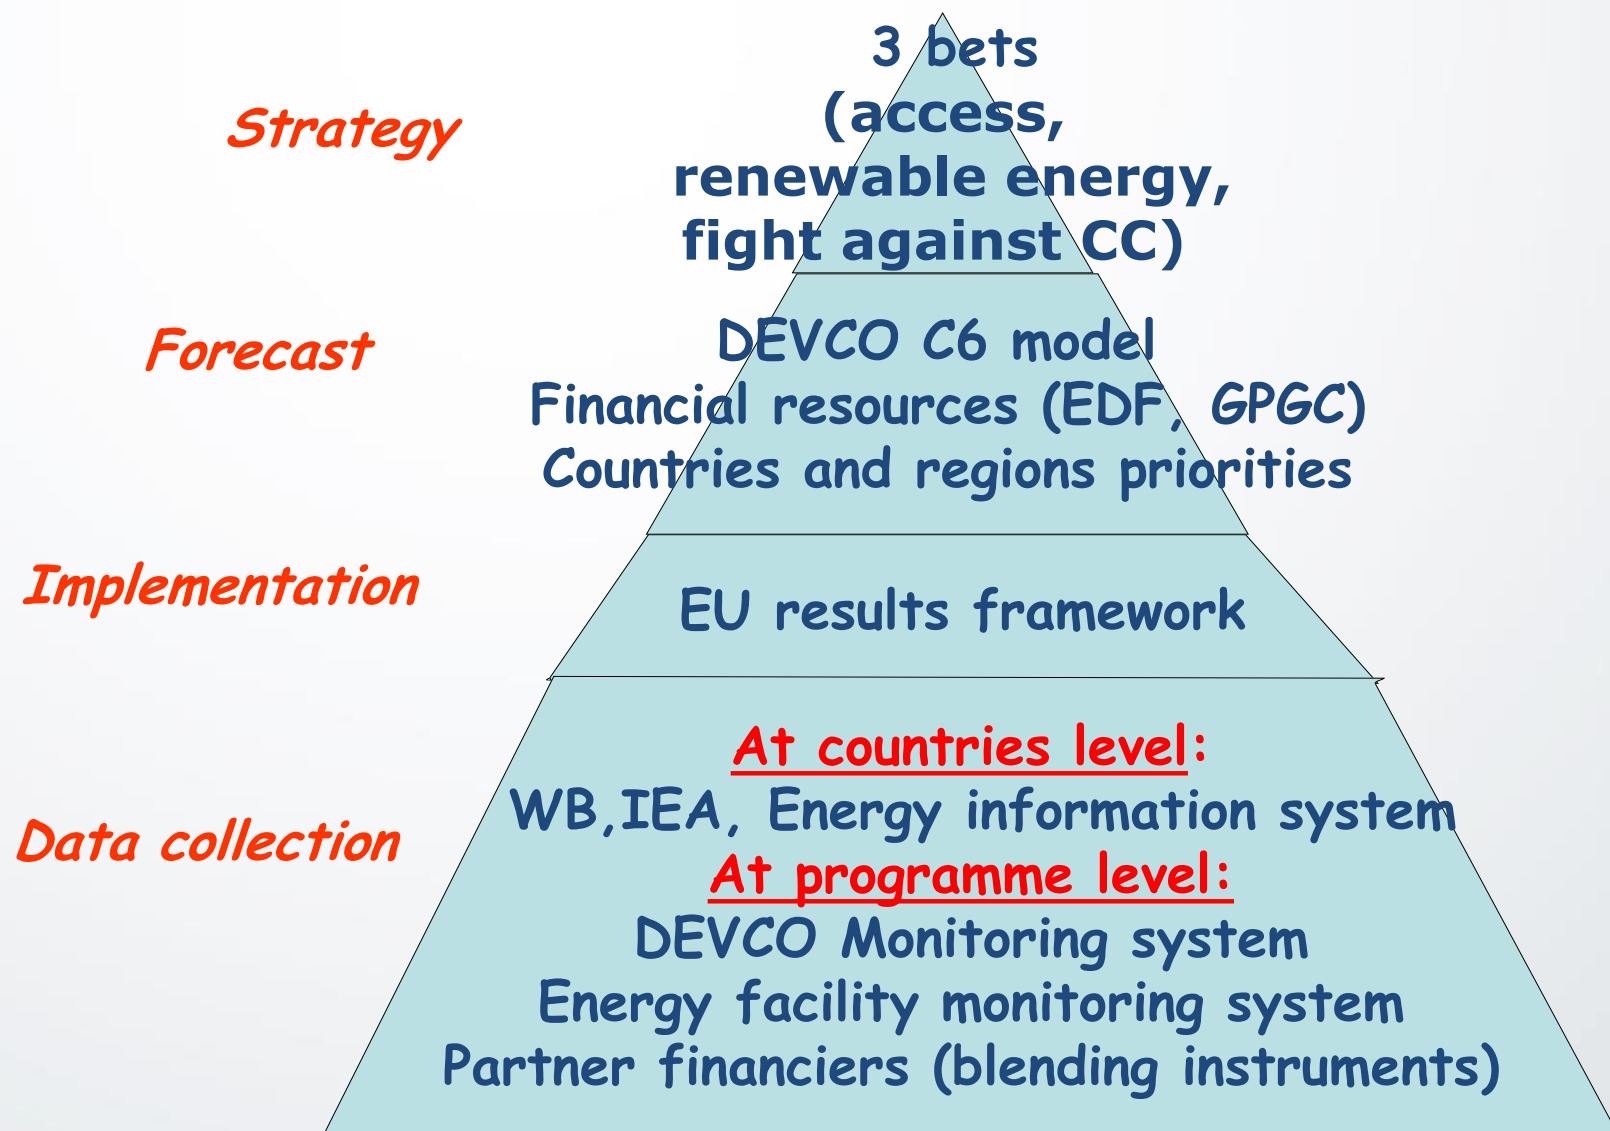 Strategy
3 bets
(access,
renewable energy,
fight against CC)
Forecast
DEVCO C6 model
Financial resources (EDF, GPGC)
Countries and regions priorities
Implementation
EU results framework
Data collection
At countries level:
WB,IEA, Energy information system
At programme level:
DEVCO Monitoring system
Energy facility monitoring system
Partner financiers (blending instruments)